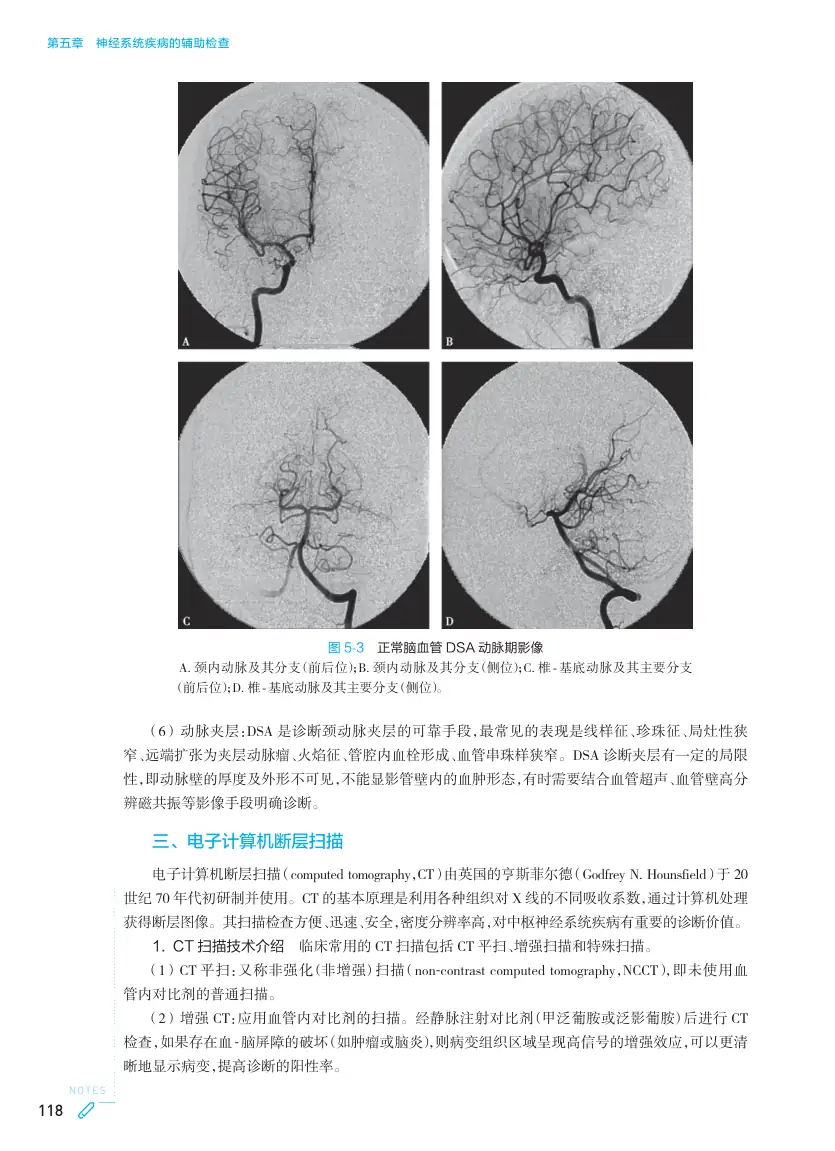 第五章 神经系统疾病的辅助检查
A
B
C
D
图 5-3 正常脑血管 DSA 动脉期影像
A. 颈内动脉及其分支(前后位);B. 颈内动脉及其分支(侧位);C. 椎-基底动脉及其主要分支
(前后位);D. 椎-基底动脉及其主要分支(侧位)。
(6)动脉夹层:DSA 是诊断颈动脉夹层的可靠手段,最常见的表现是线样征、珍珠征、局灶性狭
窄、远端扩张为夹层动脉瘤、火焰征、管腔内血栓形成、血管串珠样狭窄。DSA 诊断夹层有一定的局限
性,即动脉壁的厚度及外形不可见,不能显影管壁内的血肿形态,有时需要结合血管超声、血管壁高分
辨磁共振等影像手段明确诊断。
三、电子计算机断层扫描
电子计算机断层扫描(computed tomography,CT)由英国的亨斯菲尔德(Godfrey N. Hounsfield)于 20
世纪 70 年代初研制并使用。CT 的基本原理是利用各种组织对 X 线的不同吸收系数,通过计算机处理
获得断层图像。其扫描检查方便、迅速、安全,密度分辨率高,对中枢神经系统疾病有重要的诊断价值。
1. CT 扫描技术介绍 临床常用的 CT 扫描包括 CT 平扫、增强扫描和特殊扫描。
(1)CT 平扫:又称非强化(非增强)扫描(non-contrast computed tomography,NCCT),即未使用血
管内对比剂的普通扫描。
(2)增强 CT:应用血管内对比剂的扫描。经静脉注射对比剂(甲泛葡胺或泛影葡胺)后进行 CT
检查,如果存在血-脑屏障的破坏(如肿瘤或脑炎),则病变组织区域呈现高信号的增强效应,可以更清
晰地显示病变,提高诊断的阳性率。
NOTES
118